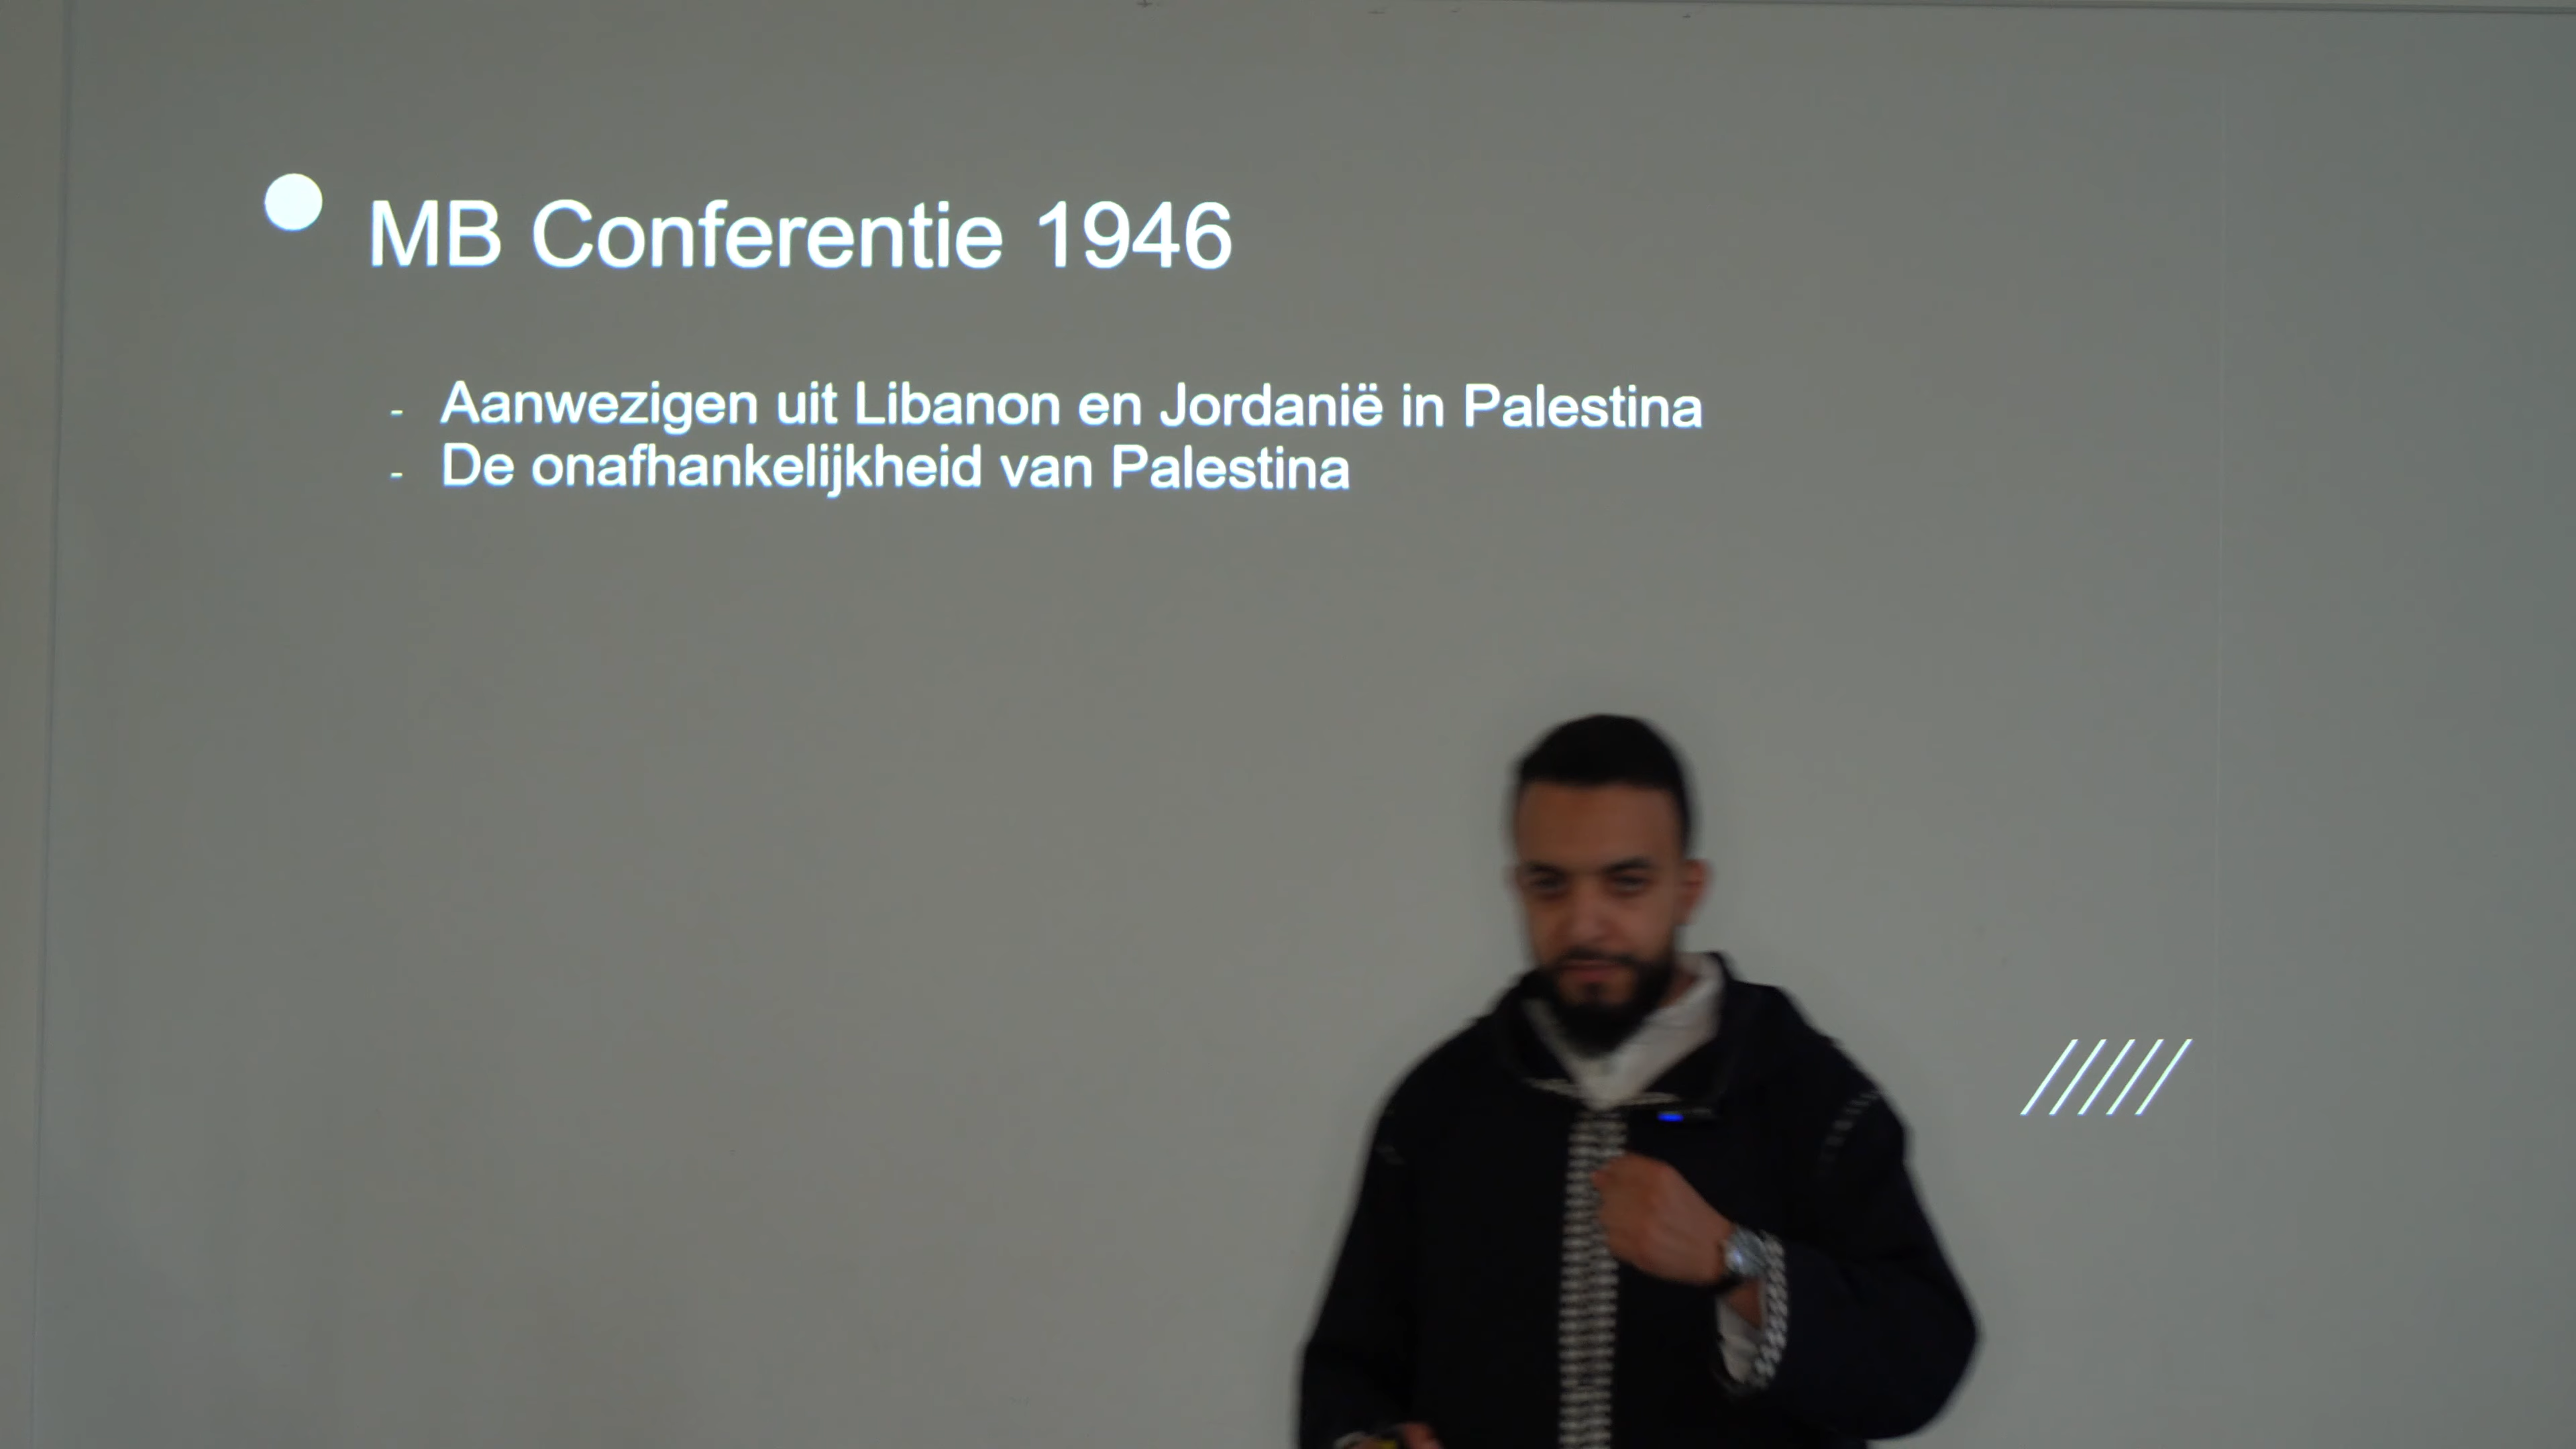 MB Conferentie 1946
- Aanwezigen uit Libanon en Jordanië in Palestina
- De onafhankelijkheid van Palestina